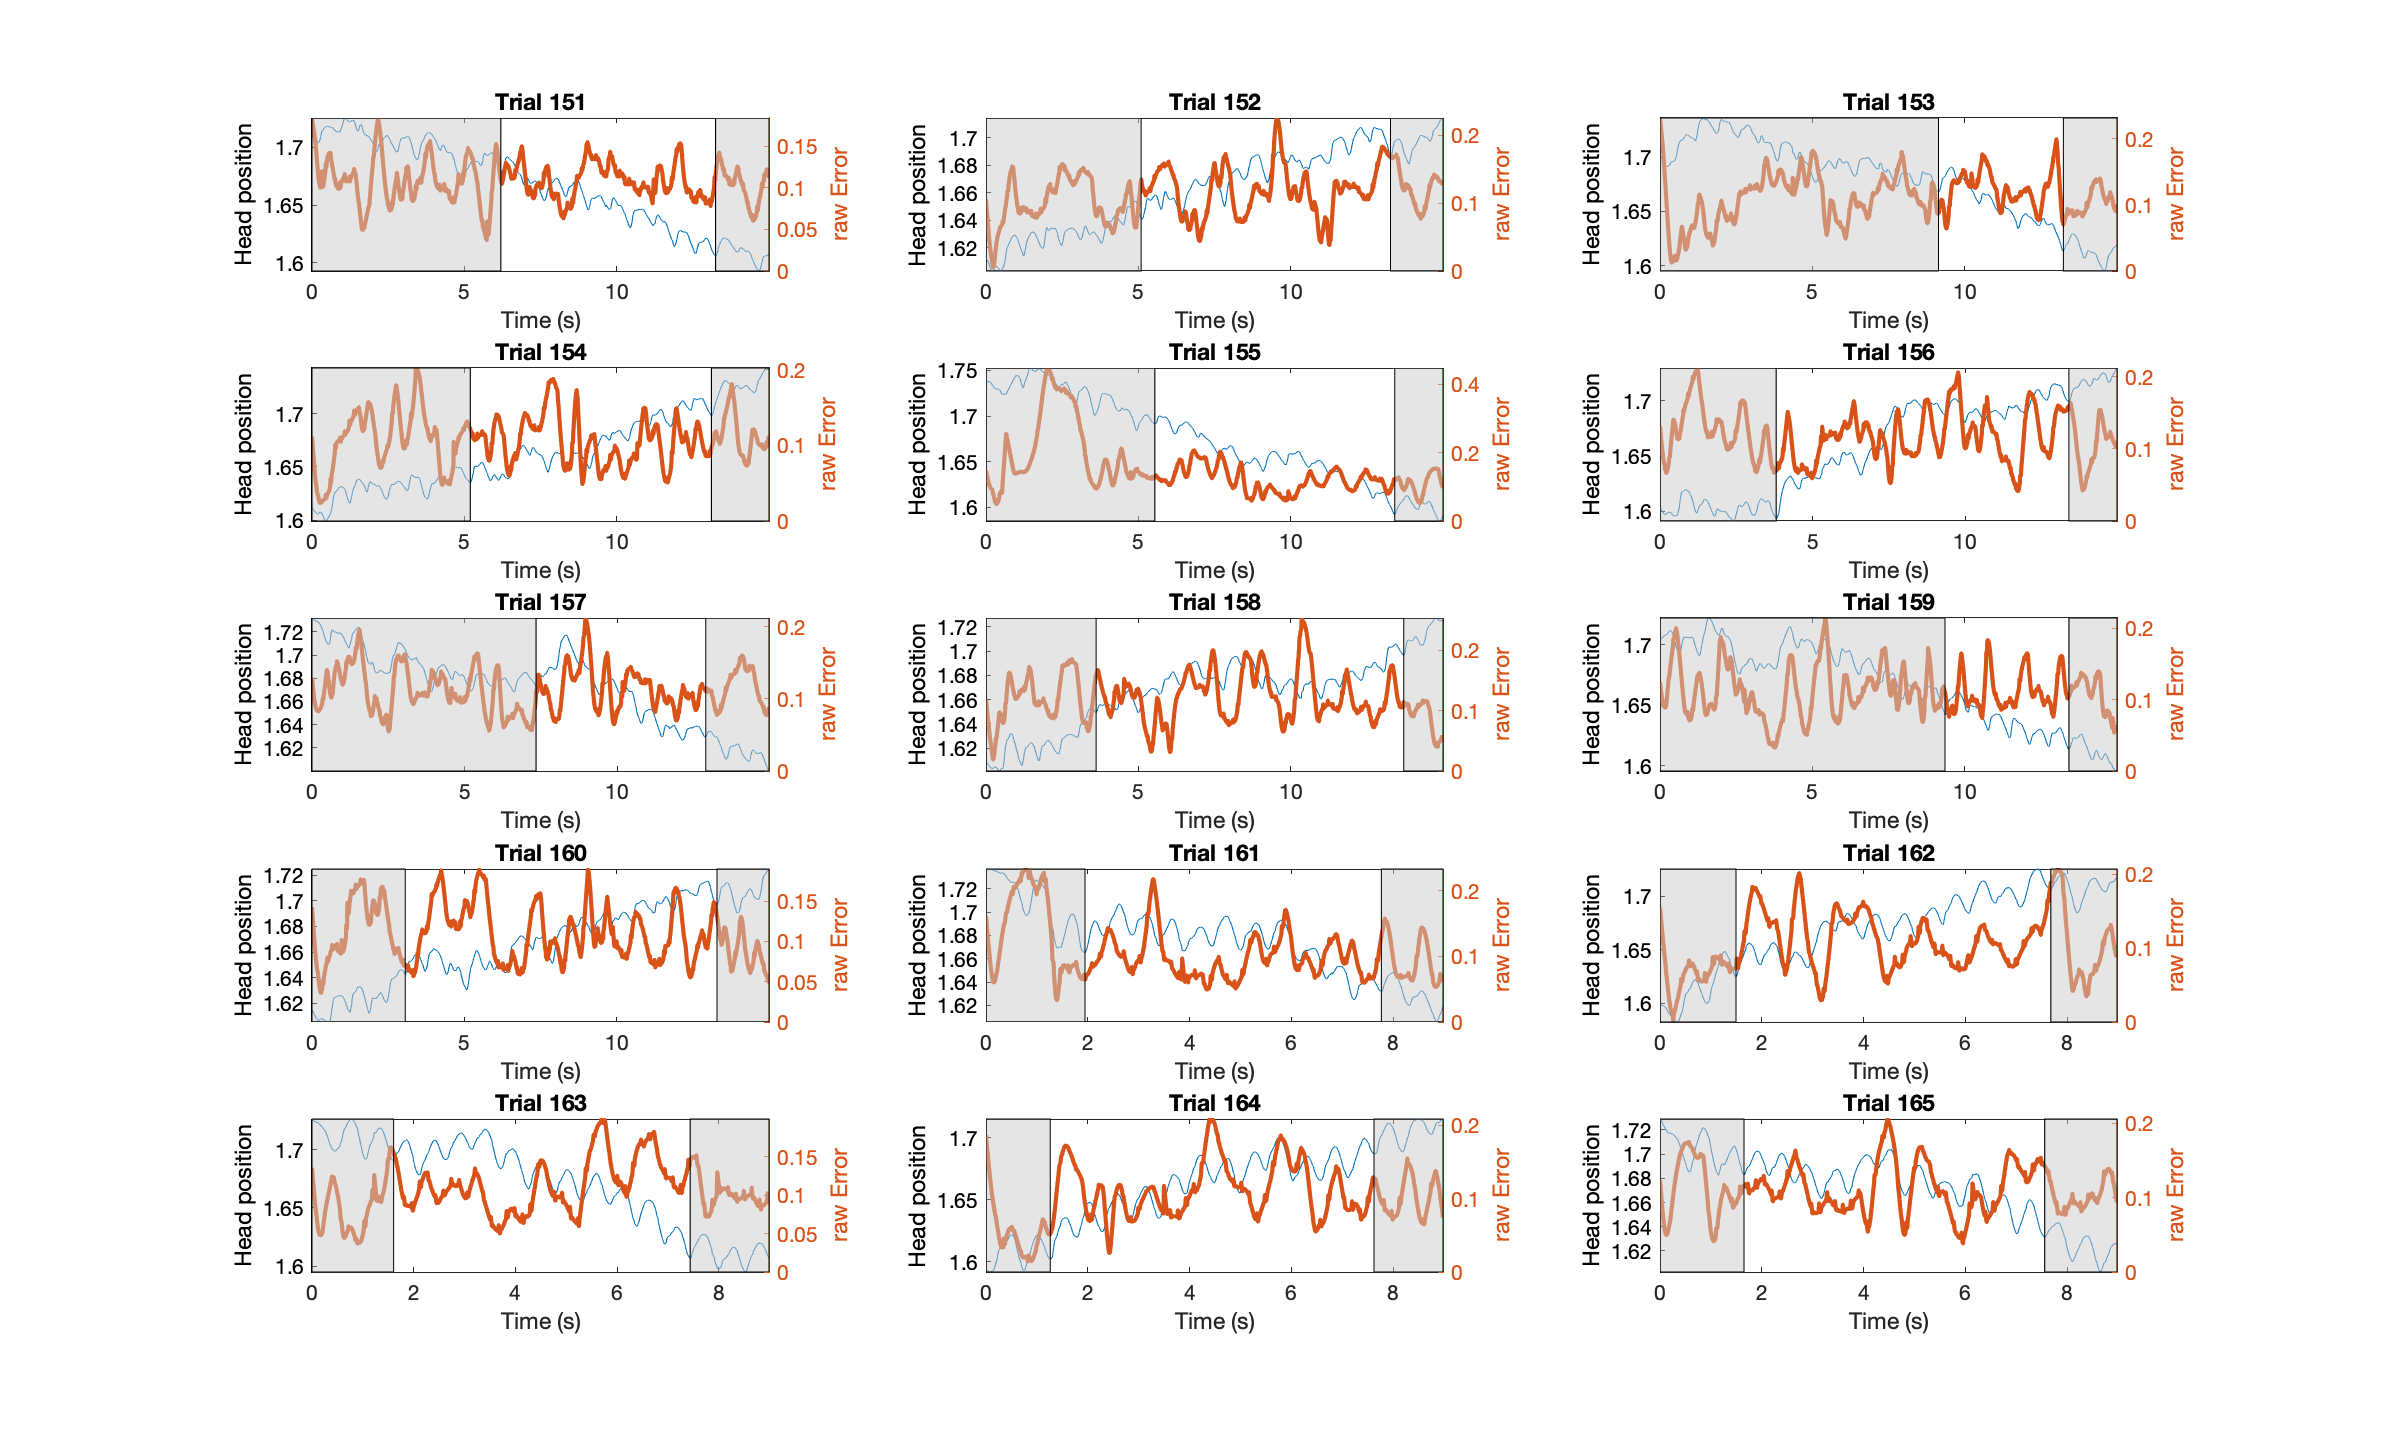 Trial 151
Head position
1.7
1.65
1.6
0.15
0.1
0.05
0
raw Error
0 5 10
Time (s)
Trial 152
Head position
1.7
1.68
1.66
1.64
1.62
0.2
0.1
0
raw Error
0 5 10
Time (s)
Trial 153
Head position
1.7
1.65
1.6
0.2
0.1
0
raw Error
0 5 10
Time (s)
Trial 154
Head position
1.7
1.65
1.6
0.2
0.1
0
raw Error
0 5 10
Time (s)
Trial 155
Head position
1.75
1.7
1.65
1.6
0.4
0.2
0
raw Error
0 5 10
Time (s)
Trial 156
Head position
1.7
1.65
1.6
0.2
0.1
0
raw Error
0 5 10
Time (s)
Trial 157
Head position
1.72
1.7
1.68
1.66
1.64
1.62
0.2
0.1
0
raw Error
0 5 10
Time (s)
Trial 158
Head position
1.72
1.7
1.68
1.66
1.64
1.62
0.2
0.1
0
raw Error
0 5 10
Time (s)
Trial 159
Head position
1.7
1.65
1.6
0.2
0.1
0
raw Error
0 5 10
Time (s)
Trial 160
Head position
1.72
1.7
1.68
1.66
1.64
1.62
0.15
0.1
0.05
0
raw Error
0 5 10
Time (s)
Trial 161
Head position
1.72
1.7
1.68
1.66
1.64
1.62
0.2
0.1
0
raw Error
0 2 4 6 8
Time (s)
Trial 162
Head position
1.7
1.65
1.6
0.2
0.1
0
raw Error
0 2 4 6 8
Time (s)
Trial 163
Head position
1.7
1.65
1.6
0.15
0.1
0.05
0
raw Error
0 2 4 6 8
Time (s)
Trial 164
Head position
1.7
1.65
1.6
0.2
0.1
0
raw Error
0 2 4 6 8
Time (s)
Trial 165
Head position
1.72
1.7
1.68
1.66
1.64
1.62
0.2
0.1
0
raw Error
0 2 4 6 8
Time (s)